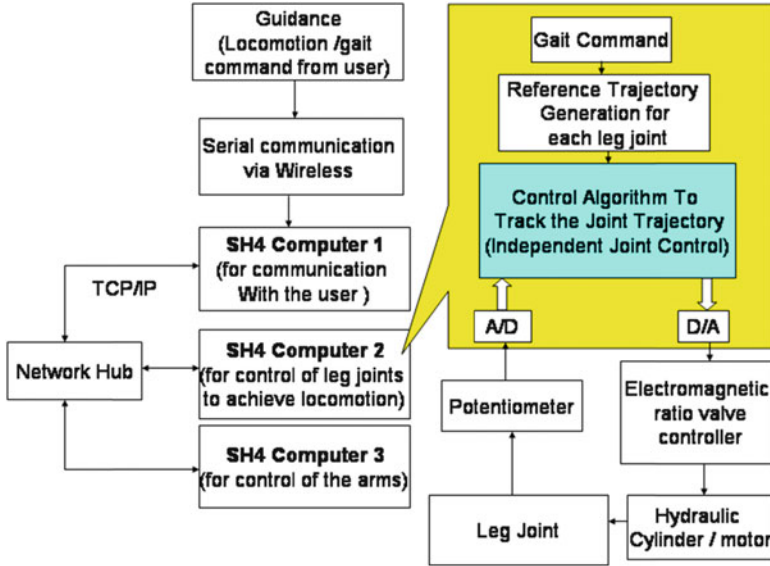 Guidance
(Locomotion /gait
command from user)
Serial communication
via Wireless
SH4 Computer 1
(for communication
With the user )
TCP/IP
Network Hub
SH4 Computer 2
(for control of leg joints
to achieve locomotion)
SH4 Computer 3
(for control of the arms)
Gait Command
Reference Trajectory
Generation for
each leg joint
Control Algorithm To
Track the Joint Trajectory
(Independent Joint Control)
A/D
D/A
Potentiometer
Electromagnetic
ratio valve
controller
Leg Joint
Hydraulic
Cylinder / motor